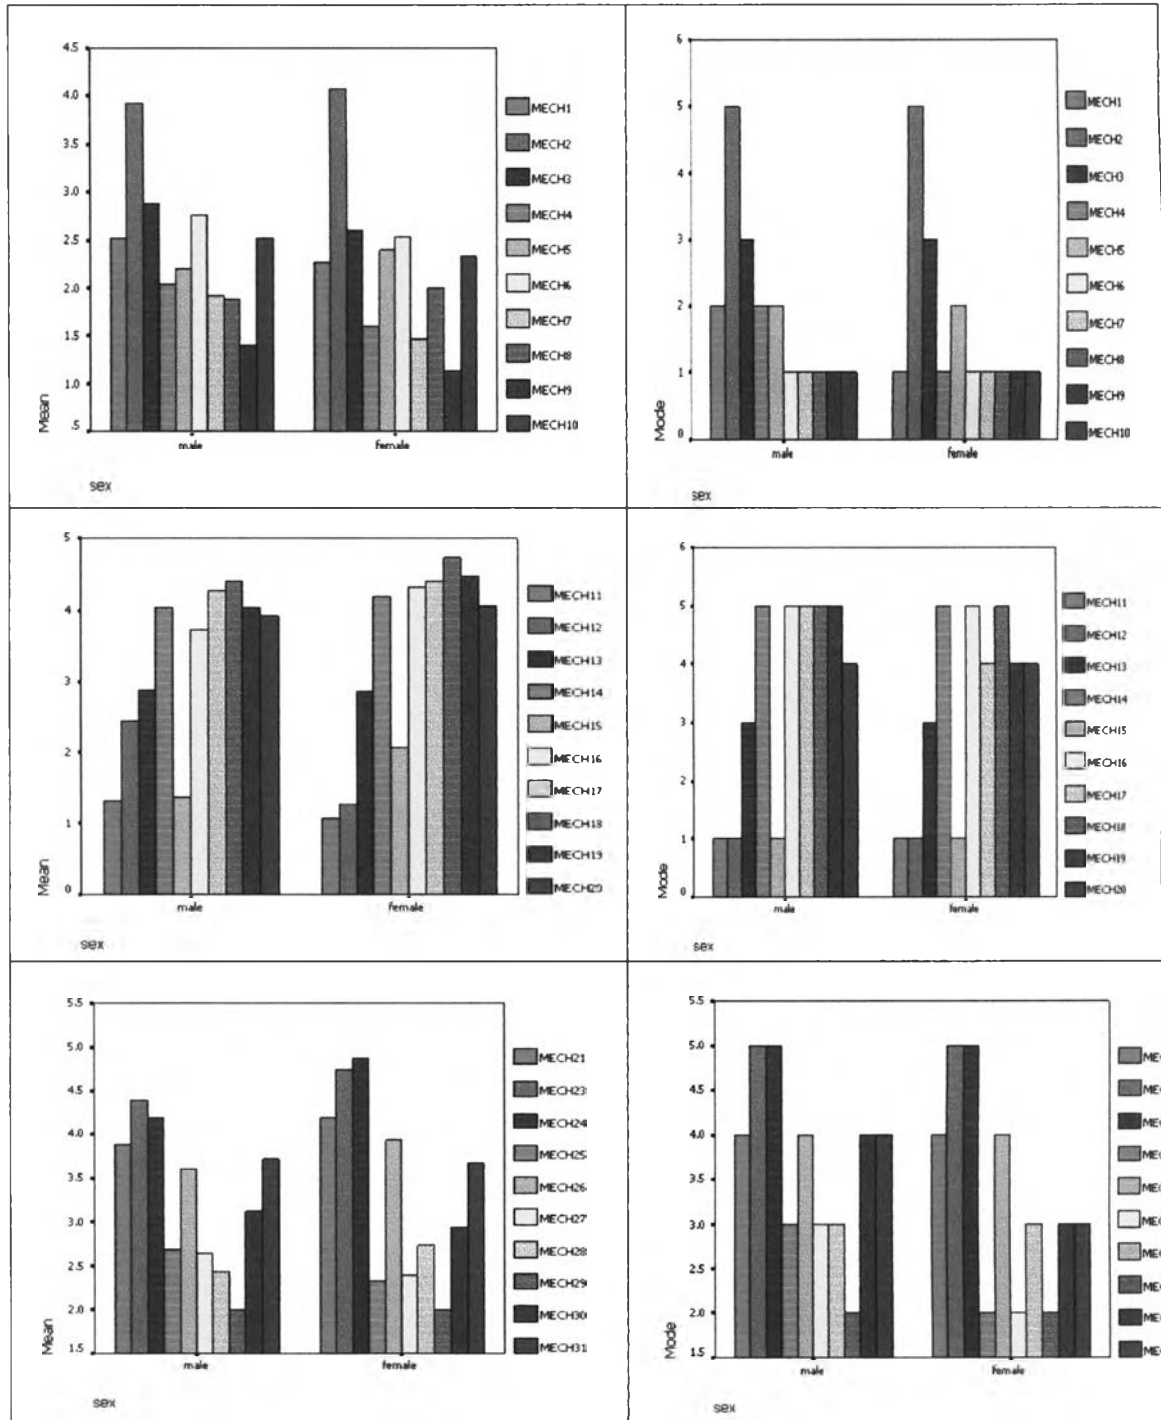 4.5
4.0
3.5
3.0
2.5
2.0
1.5
1.0
.5
Mean
male
female
sex
MECH1
MECH2
MECH3
MECH4
MECH5
MECH6
MECH7
MECH8
MECH9
MECH10
6
5
4
3
2
1
0
Mode
male
female
sex
MECH1
MECH2
MECH3
MECH4
MECH5
MECH6
MECH7
MECH8
MECH9
MECH10
5
4
3
2
1
0
Mean
male
female
sex
MECH11
MECH12
MECH13
MECH14
MECH15
MECH16
MECH17
MECH18
MECH19
MECH20
6
5
4
3
2
1
0
Mode
male
female
sex
MECH11
MECH12
MECH13
MECH14
MECH15
MECH16
MECH17
MECH18
MECH19
MECH20
5.5
5.0
4.5
4.0
3.5
3.0
2.5
2.0
1.5
Mean
male
female
sex
MECH21
MECH23
MECH24
MECH25
MECH26
MECH27
MECH28
MECH29
MECH30
MECH31
5.5
5.0
4.5
4.0
3.5
3.0
2.5
2.0
1.5
Mode
male
female
sex